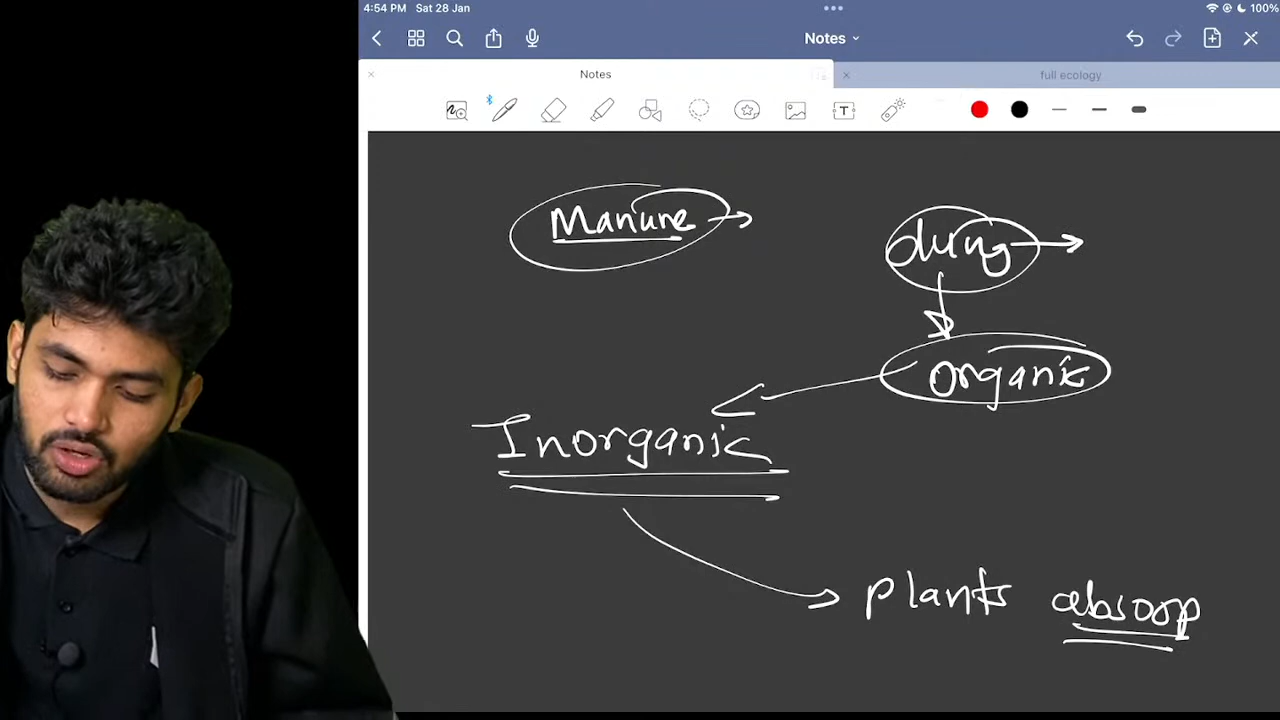 4:54 PM Sat 28 Jan
100%
Notes
Notes
full ecology
T
Manure
dung
organic
Inorganic
plants absorp